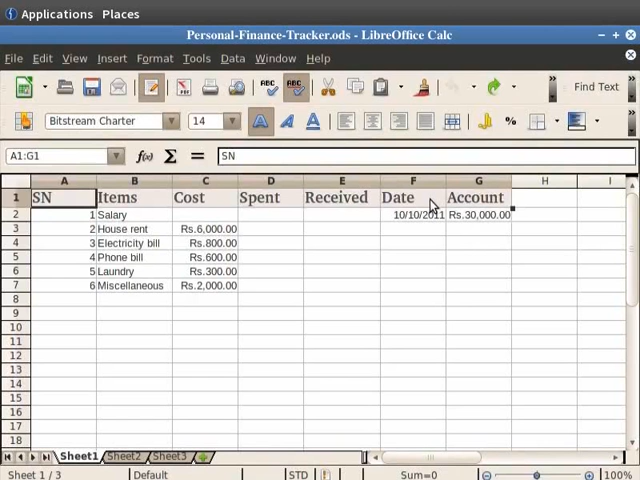 Applications Places
Personal-Finance-Tracker.ods - LibreOffice Calc
File Edit View Insert Format Tools Data Window Help
ABC ABC Find Text
Bitstream Charter 14 A A A %
A1:G1 f(x) Σ = SN
A B C D E F G H I
1 SN Items Cost Spent Received Date Account
2 1 Salary 10/10/2011 Rs.30,000.00
3 2 House rent Rs.6,000.00
4 3 Electricity bill Rs.800.00
5 4 Phone bill Rs.600.00
6 5 Laundry Rs.300.00
7 6 Miscellaneous Rs.2,000.00
8
9
10
11
12
13
14
15
16
17
18
Sheet1 Sheet2 Sheet3
Sheet 1 / 3 Default STD Sum=0 100%